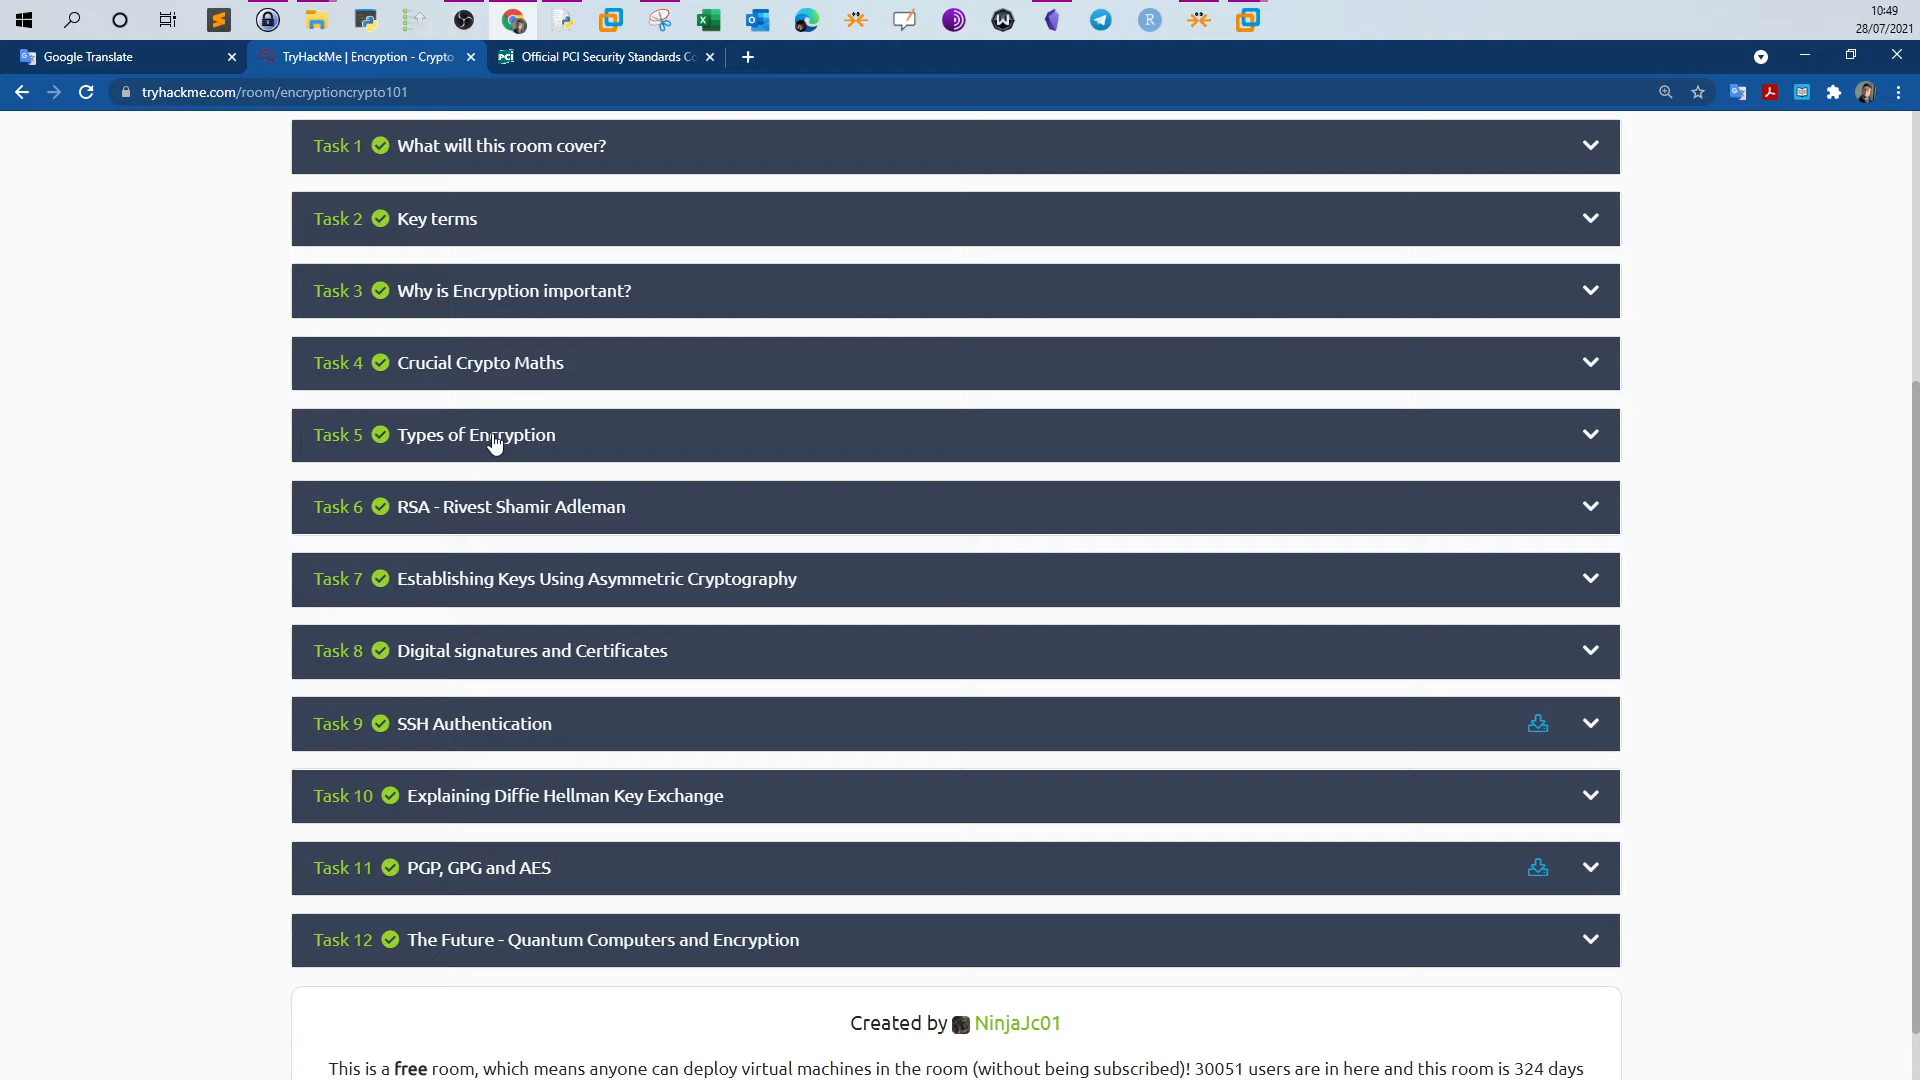 10:49
28/07/2021
Google Translate
TryHackMe | Encryption - Crypto
PCI Official PCI Security Standards Co
tryhackme.com/room/encryptioncrypto101
Task 1 What will this room cover?
Task 2 Key terms
Task 3 Why is Encryption important?
Task 4 Crucial Crypto Maths
Task 5 Types of Encryption
Task 6 RSA - Rivest Shamir Adleman
Task 7 Establishing Keys Using Asymmetric Cryptography
Task 8 Digital signatures and Certificates
Task 9 SSH Authentication
Task 10 Explaining Diffie Hellman Key Exchange
Task 11 PGP, GPG and AES
Task 12 The Future - Quantum Computers and Encryption
Created by NinjaJc01
This is a free room, which means anyone can deploy virtual machines in the room (without being subscribed)! 30051 users are in here and this room is 324 days